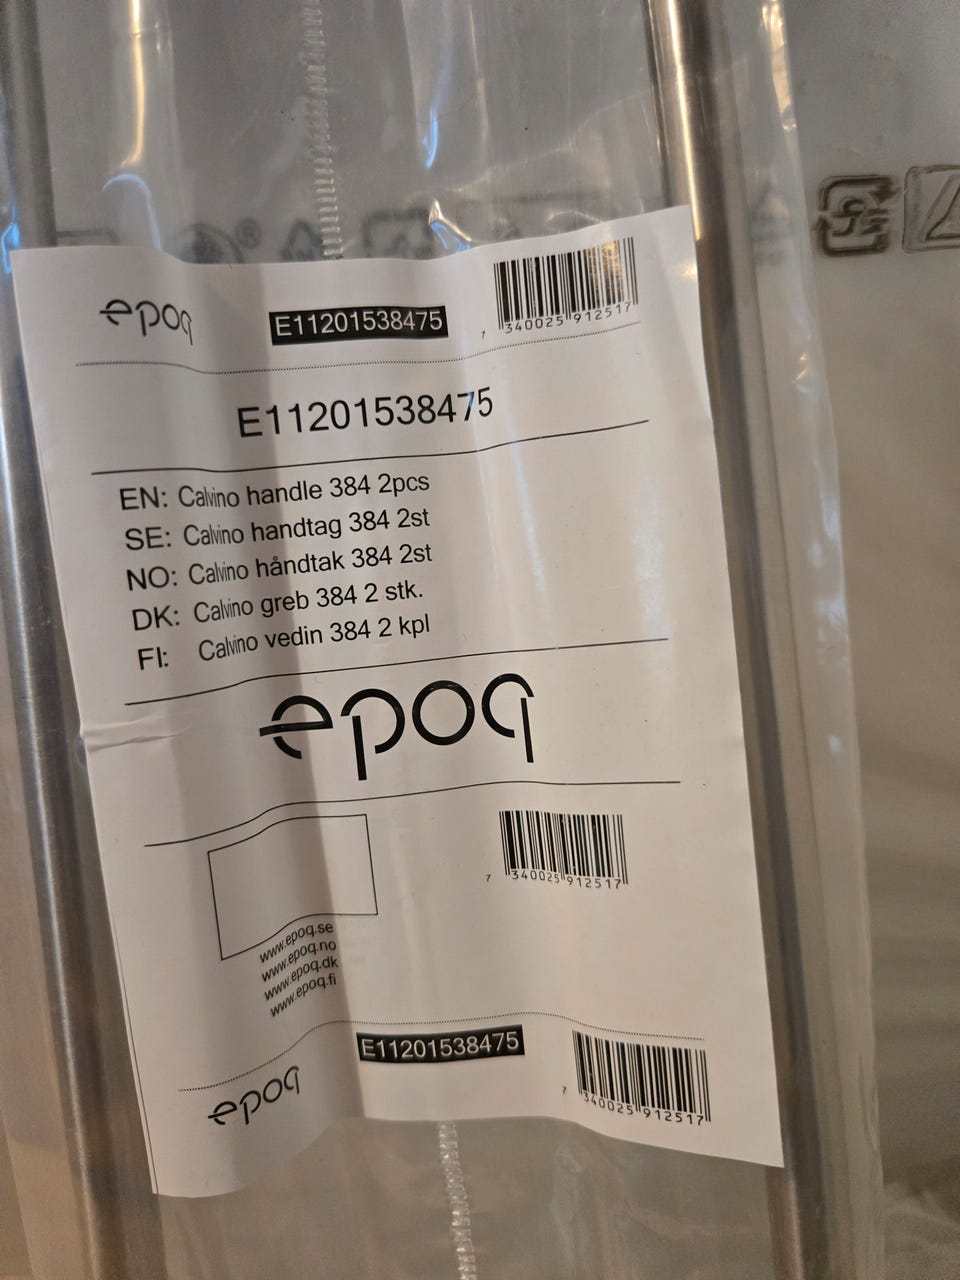 epoq
E11201538475
7 340025 912517
E11201538475
EN: Calvino handle 384 2pcs
SE: Calvino handtag 384 2st
NO: Calvino håndtak 384 2st
DK: Calvino greb 384 2 stk.
FI: Calvino vedin 384 2 kpl
epoq
7 340025 912517
www.epoq.se
www.epoq.no
www.epoq.dk
www.epoq.fi
epoq
E11201538475
7 340025 912517